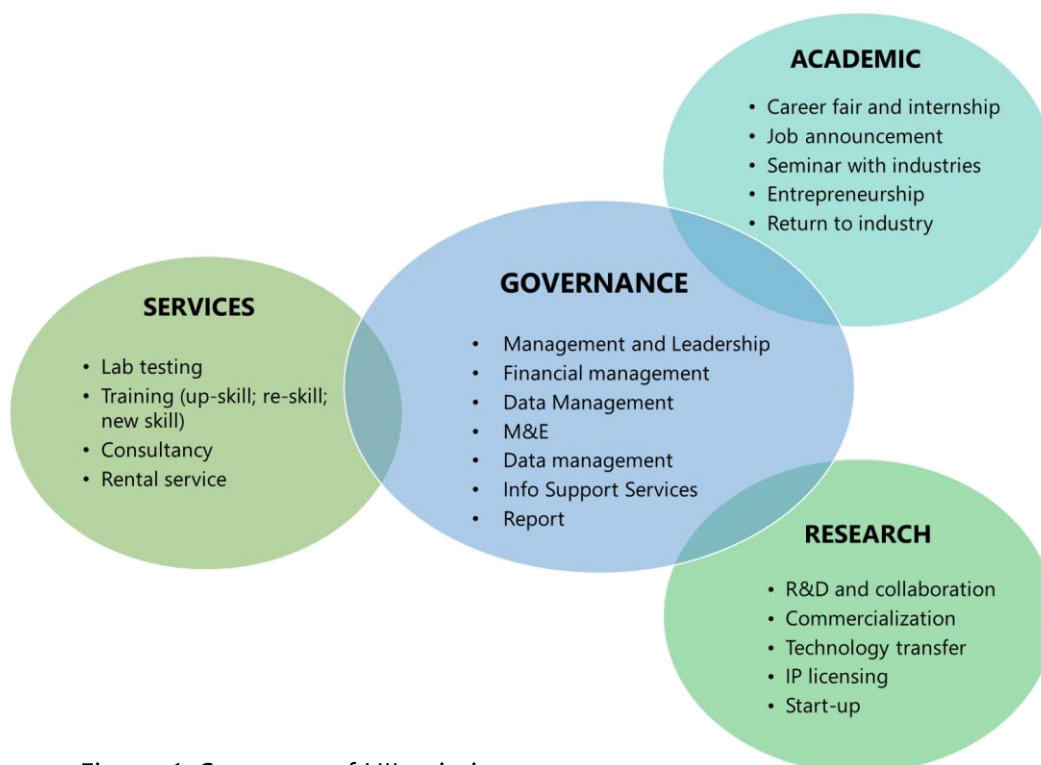 ACADEMIC
• Career fair and internship
• Job announcement
• Seminar with industries
• Entrepreneurship
• Return to industry
GOVERNANCE
• Management and Leadership
• Financial management
• Data Management
• M&E
• Data management
• Info Support Services
• Report
SERVICES
• Lab testing
• Training (up-skill; re-skill;
new skill)
• Consultancy
• Rental service
RESEARCH
• R&D and collaboration
• Commercialization
• Technology transfer
• IP licensing
• Start-up